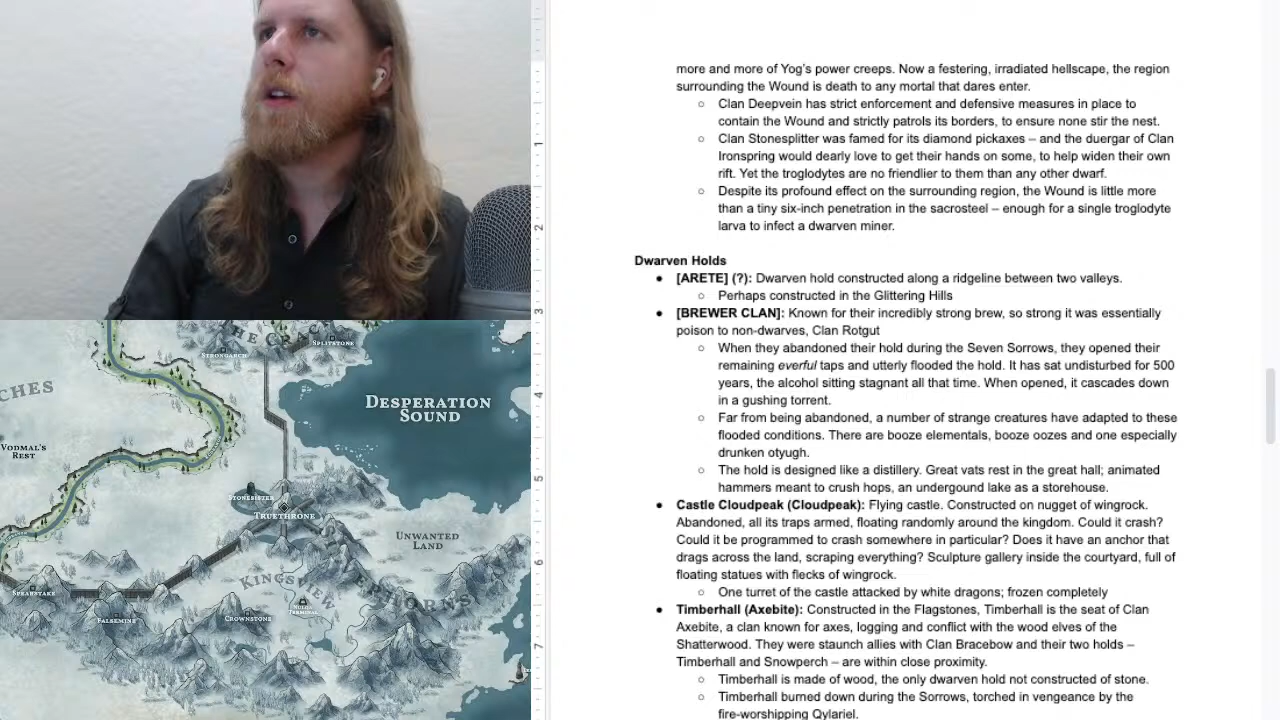 THE CRA
STRONGARCH
SPLITSTONE
CHES
DESPERATION
SOUND
VODMAL'S
REST
STONESISTER
TRUETHRONE
UNWANTED
LAND
KINGSVIEW
SPEARSTAKE
FALSEMINE
CROWNSTONE
more and more of Yog's power creeps. Now a festering, irradiated hellscape, the region
surrounding the Wound is death to any mortal that dares enter.
○ Clan Deepvein has strict enforcement and defensive measures in place to
contain the Wound and strictly patrols its borders, to ensure none stir the nest.
○ Clan Stonesplitter was famed for its diamond pickaxes – and the duergar of Clan
Ironspring would dearly love to get their hands on some, to help widen their own
rift. Yet the troglodytes are no friendlier to them than any other dwarf.
○ Despite its profound effect on the surrounding region, the Wound is little more
than a tiny six-inch penetration in the sacrosteel – enough for a single troglodyte
larva to infect a dwarven miner.
Dwarven Holds
● [ARETE] (?): Dwarven hold constructed along a ridgeline between two valleys.
○ Perhaps constructed in the Glittering Hills
● [BREWER CLAN]: Known for their incredibly strong brew, so strong it was essentially
poison to non-dwarves, Clan Rotgut
○ When they abandoned their hold during the Seven Sorrows, they opened their
remaining everful taps and utterly flooded the hold. It has sat undisturbed for 500
years, the alcohol sitting stagnant all that time. When opened, it cascades down
in a gushing torrent.
○ Far from being abandoned, a number of strange creatures have adapted to these
flooded conditions. There are booze elementals, booze oozes and one especially
drunken otyugh.
○ The hold is designed like a distillery. Great vats rest in the great hall; animated
hammers meant to crush hops, an undergound lake as a storehouse.
● Castle Cloudpeak (Cloudpeak): Flying castle. Constructed on nugget of wingrock.
Abandoned, all its traps armed, floating randomly around the kingdom. Could it crash?
Could it be programmed to crash somewhere in particular? Does it have an anchor that
drags across the land, scraping everything? Sculpture gallery inside the courtyard, full of
floating statues with flecks of wingrock.
○ One turret of the castle attacked by white dragons; frozen completely
● Timberhall (Axebite): Constructed in the Flagstones, Timberhall is the seat of Clan
Axebite, a clan known for axes, logging and conflict with the wood elves of the
Shatterwood. They were staunch allies with Clan Bracebow and their two holds –
Timberhall and Snowperch – are within close proximity.
○ Timberhall is made of wood, the only dwarven hold not constructed of stone.
○ Timberhall burned down during the Sorrows, torched in vengeance by the
fire-worshipping Qylariel.
1
2
3
4
5
6
7